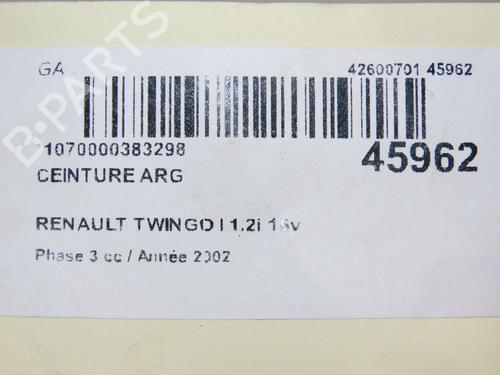 GA
42600701 45962
*1070000383298
45962
CEINTURE ARG
RENAULT TWINGO I 1.2i 16v
Phase 3 cc / Année 2002
B-PARTS